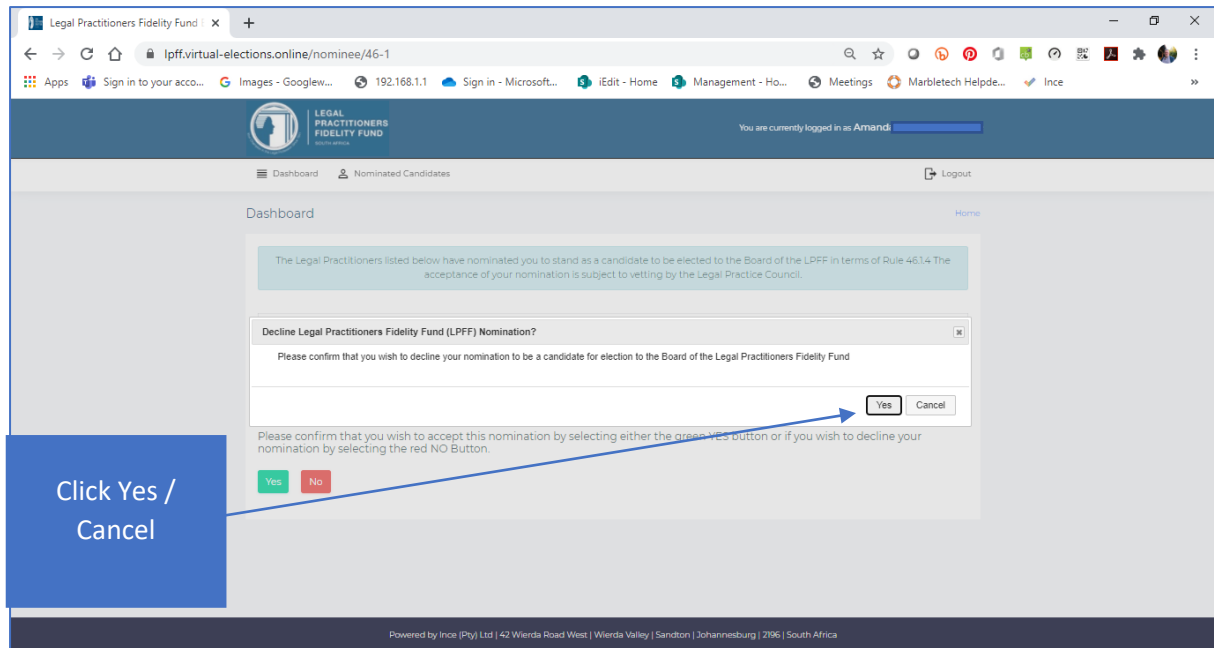 Legal Practitioners Fidelity Fund
lpff.virtual-elections.online/nominee/46-1
Apps Sign in to your acco... Images - Googlew... 192.168.1.1 Sign in - Microsoft... iEdit - Home Management - Ho... Meetings Marbletech Helpde... Ince
LEGAL
PRACTITIONERS
FIDELITY FUND
SOUTH AFRICA
You are currently logged in as Amanda
Dashboard Nominated Candidates Logout
Dashboard Home
The Legal Practitioners listed below have nominated you to stand as a candidate to be elected to the Board of the LPFF in terms of Rule 46.1.4 The
acceptance of your nomination is subject to vetting by the Legal Practice Council.
Decline Legal Practitioners Fidelity Fund (LPFF) Nomination?
Please confirm that you wish to decline your nomination to be a candidate for election to the Board of the Legal Practitioners Fidelity Fund
Yes Cancel
Please confirm that you wish to accept this nomination by selecting either the green YES button or if you wish to decline your
nomination by selecting the red NO Button.
Yes No
Click Yes /
Cancel
Powered by Ince (Pty) Ltd | 42 Wierda Road West | Wierda Valley | Sandton | Johannesburg | 2196 | South Africa